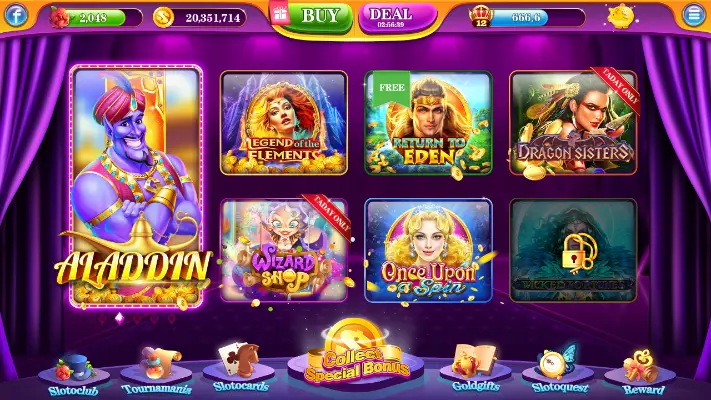 f
2,048
20,351,714
BUY
DEAL
02:56:39
12
666,6
ALADDIN
LEGEND of the
ELEMENTS
FREE
RETURN TO
EDEN
TADAY ONLY
DRAGON SISTERS
TADAY ONLY
WIZARD
SHOP
Once Upon
a Spin
WICKED
Collect
Special Bonus
Slotoclub
Tournamania
Slotocards
Goldgifts
Slotoquest
Reward